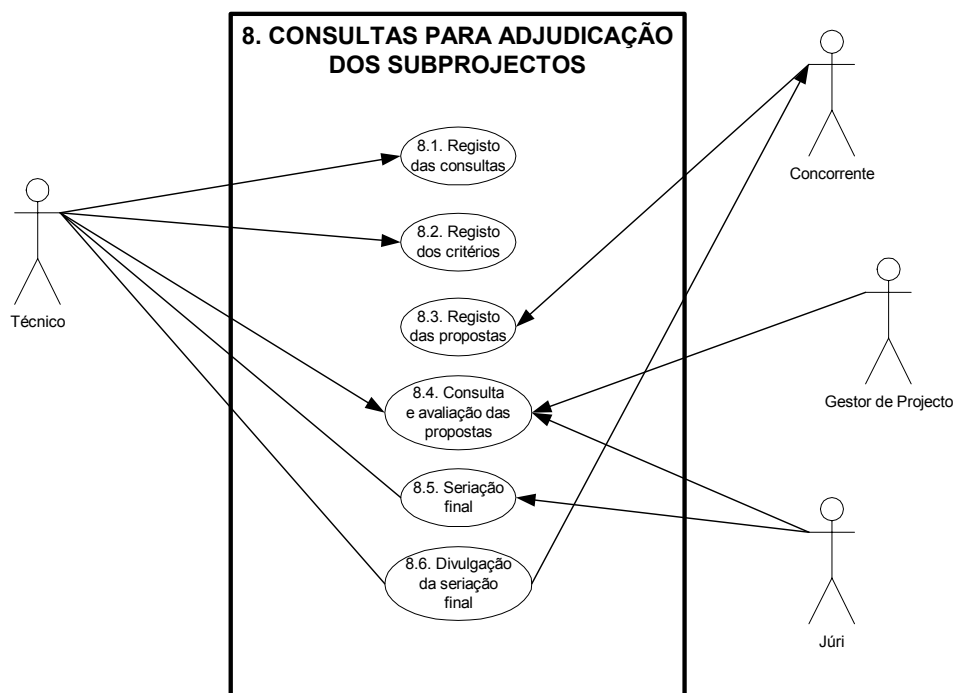 8. CONSULTAS PARA ADJUDICAÇÃO
DOS SUBPROJECTOS
8.1. Registo
das consultas
Concorrente
8.2. Registo
dos critérios
Técnico
8.3. Registo
das propostas
8.4. Consulta
e avaliação das
propostas
Gestor de Projecto
8.5. Seriação
final
8.6. Divulgação
da seriação
final
Júri